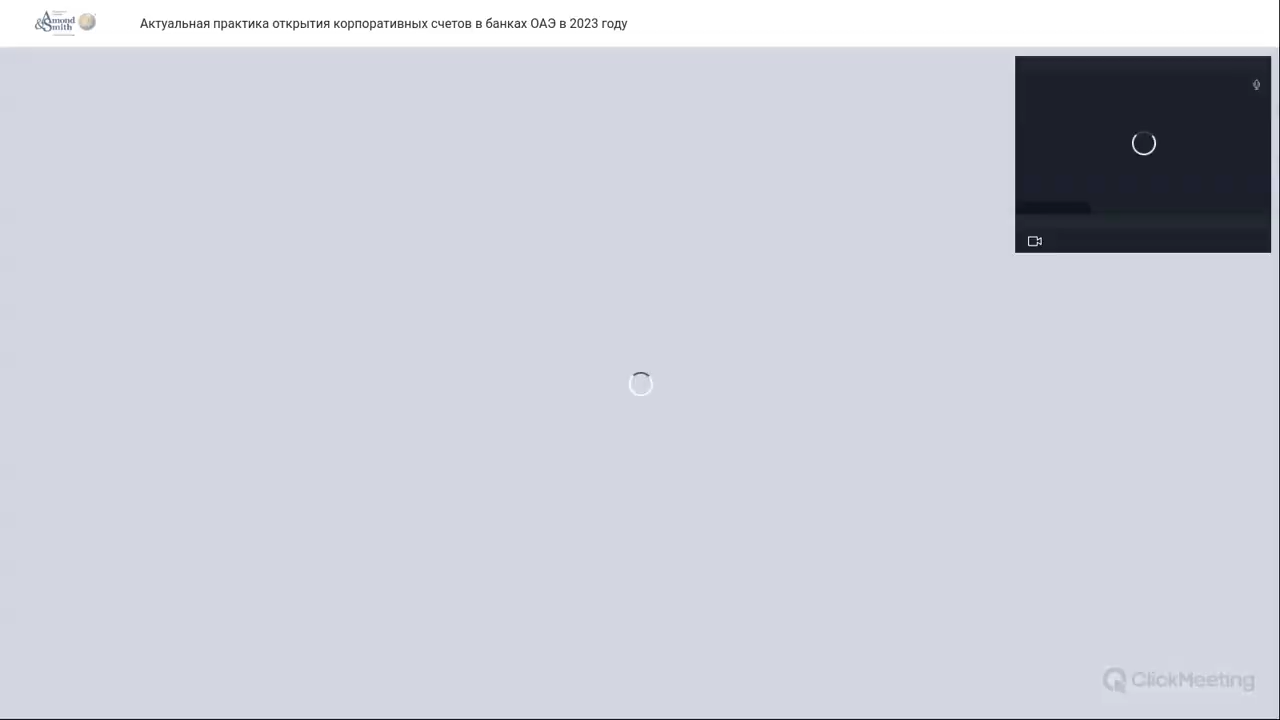 Amond
& Smith
Актуальная практика открытия корпоративных счетов в банках ОАЭ в 2023 году
ClickMeeting